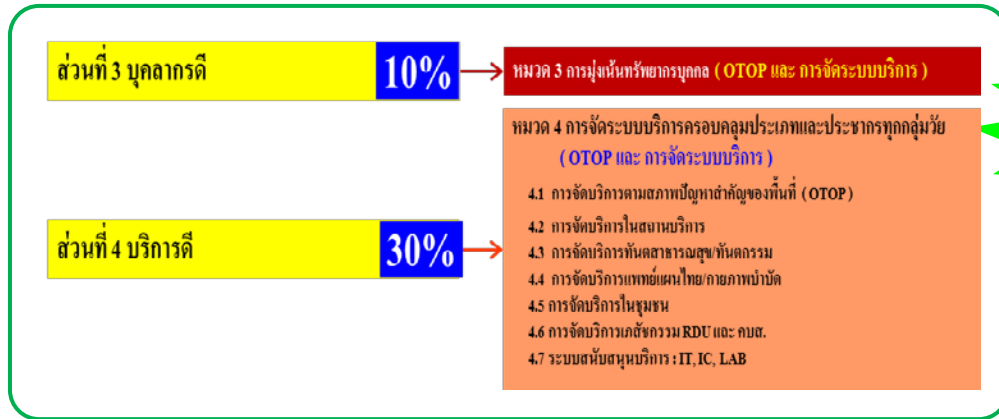 ส่วนที่ 3 บุคลากรดี
10%
หมวด 3 การมุ่งเน้นทรัพยากรบุคคล ( OTOP และ การจัดระบบบริการ )
ส่วนที่ 4 บริการดี
30%
หมวด 4 การจัดระบบบริการครอบคลุมประเภทและประชากรทุกกลุ่มวัย
( OTOP และ การจัดระบบบริการ )
4.1 การจัดบริการตามสภาพปัญหาสำคัญของพื้นที่ (OTOP)
4.2 การจัดบริการในสถานบริการ
4.3 การจัดบริการทันตสาธารณสุข/ทันตกรรม
4.4 การจัดบริการแพทย์แผนไทย/กายภาพบำบัด
4.5 การจัดบริการในชุมชน
4.6 การจัดบริการเภสัชกรรม RDU และ คบส.
4.7 ระบบสนับสนุนบริการ : IT, IC, LAB